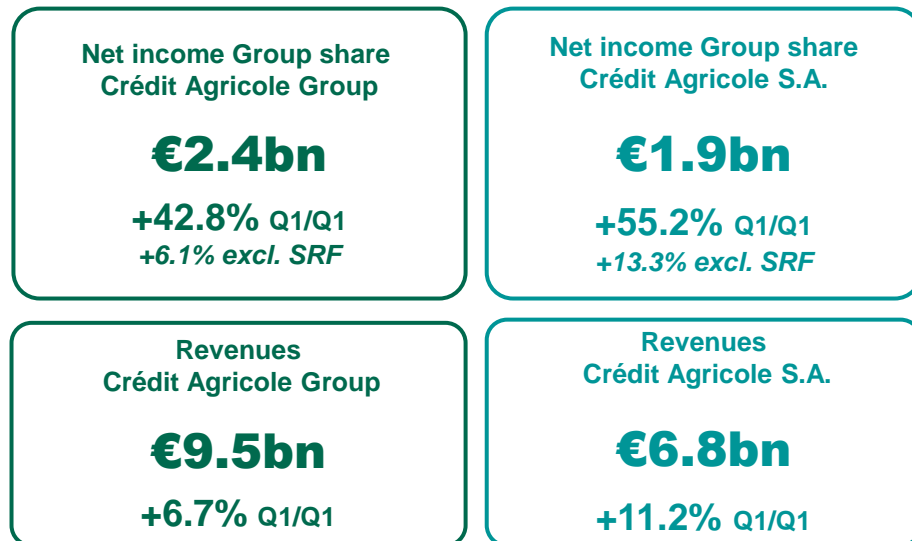 Net income Group share
Crédit Agricole Group
€2.4bn
+42.8% Q1/Q1
+6.1% excl. SRF
Net income Group share
Crédit Agricole S.A.
€1.9bn
+55.2% Q1/Q1
+13.3% excl. SRF
Revenues
Crédit Agricole Group
€9.5bn
+6.7% Q1/Q1
Revenues
Crédit Agricole S.A.
€6.8bn
+11.2% Q1/Q1